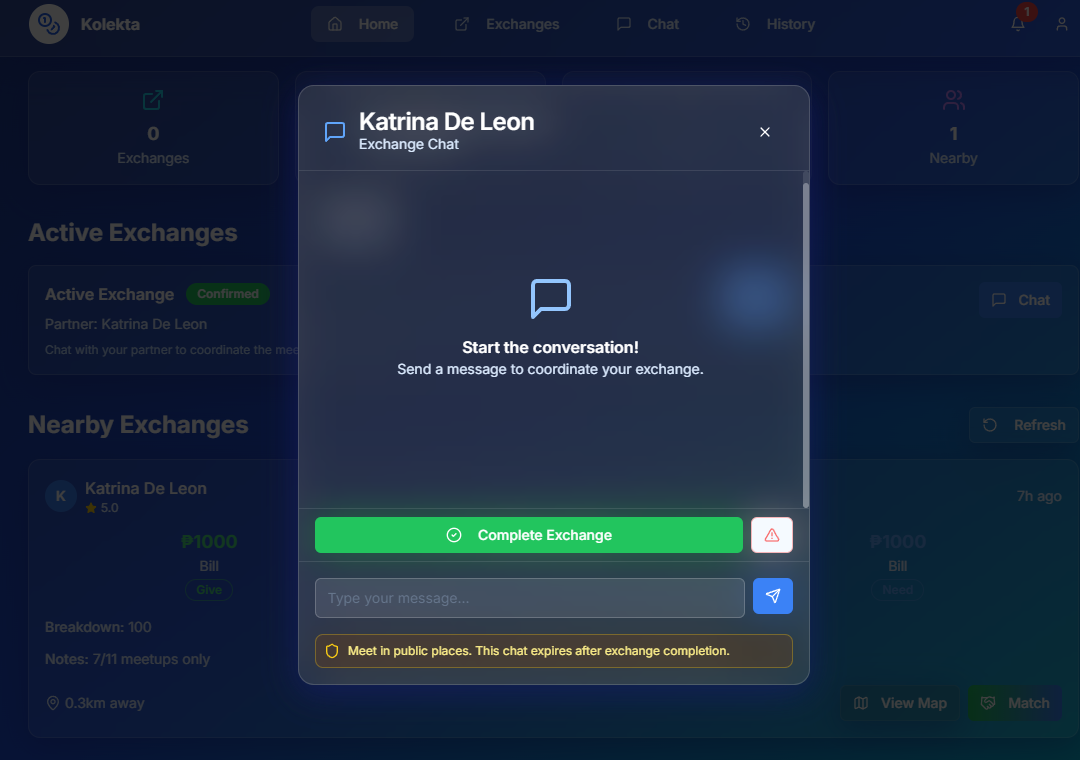 Kolekta
Home
Exchanges
Chat
History
1
0
Exchanges
1
Nearby
Katrina De Leon
Exchange Chat
Active Exchanges
Active Exchange
Confirmed
Partner: Katrina De Leon
Chat with your partner to coordinate the
Chat
Start the conversation!
Send a message to coordinate your exchange.
Nearby Exchanges
Refresh
K
Katrina De Leon
5.0
7h ago
₱1000
Bill
Give
₱1000
Bill
Need
Breakdown: 100
Notes: 7/11 meetups only
0.3km away
View Map
Match
Complete Exchange
Type your message...
Meet in public places. This chat expires after exchange completion.